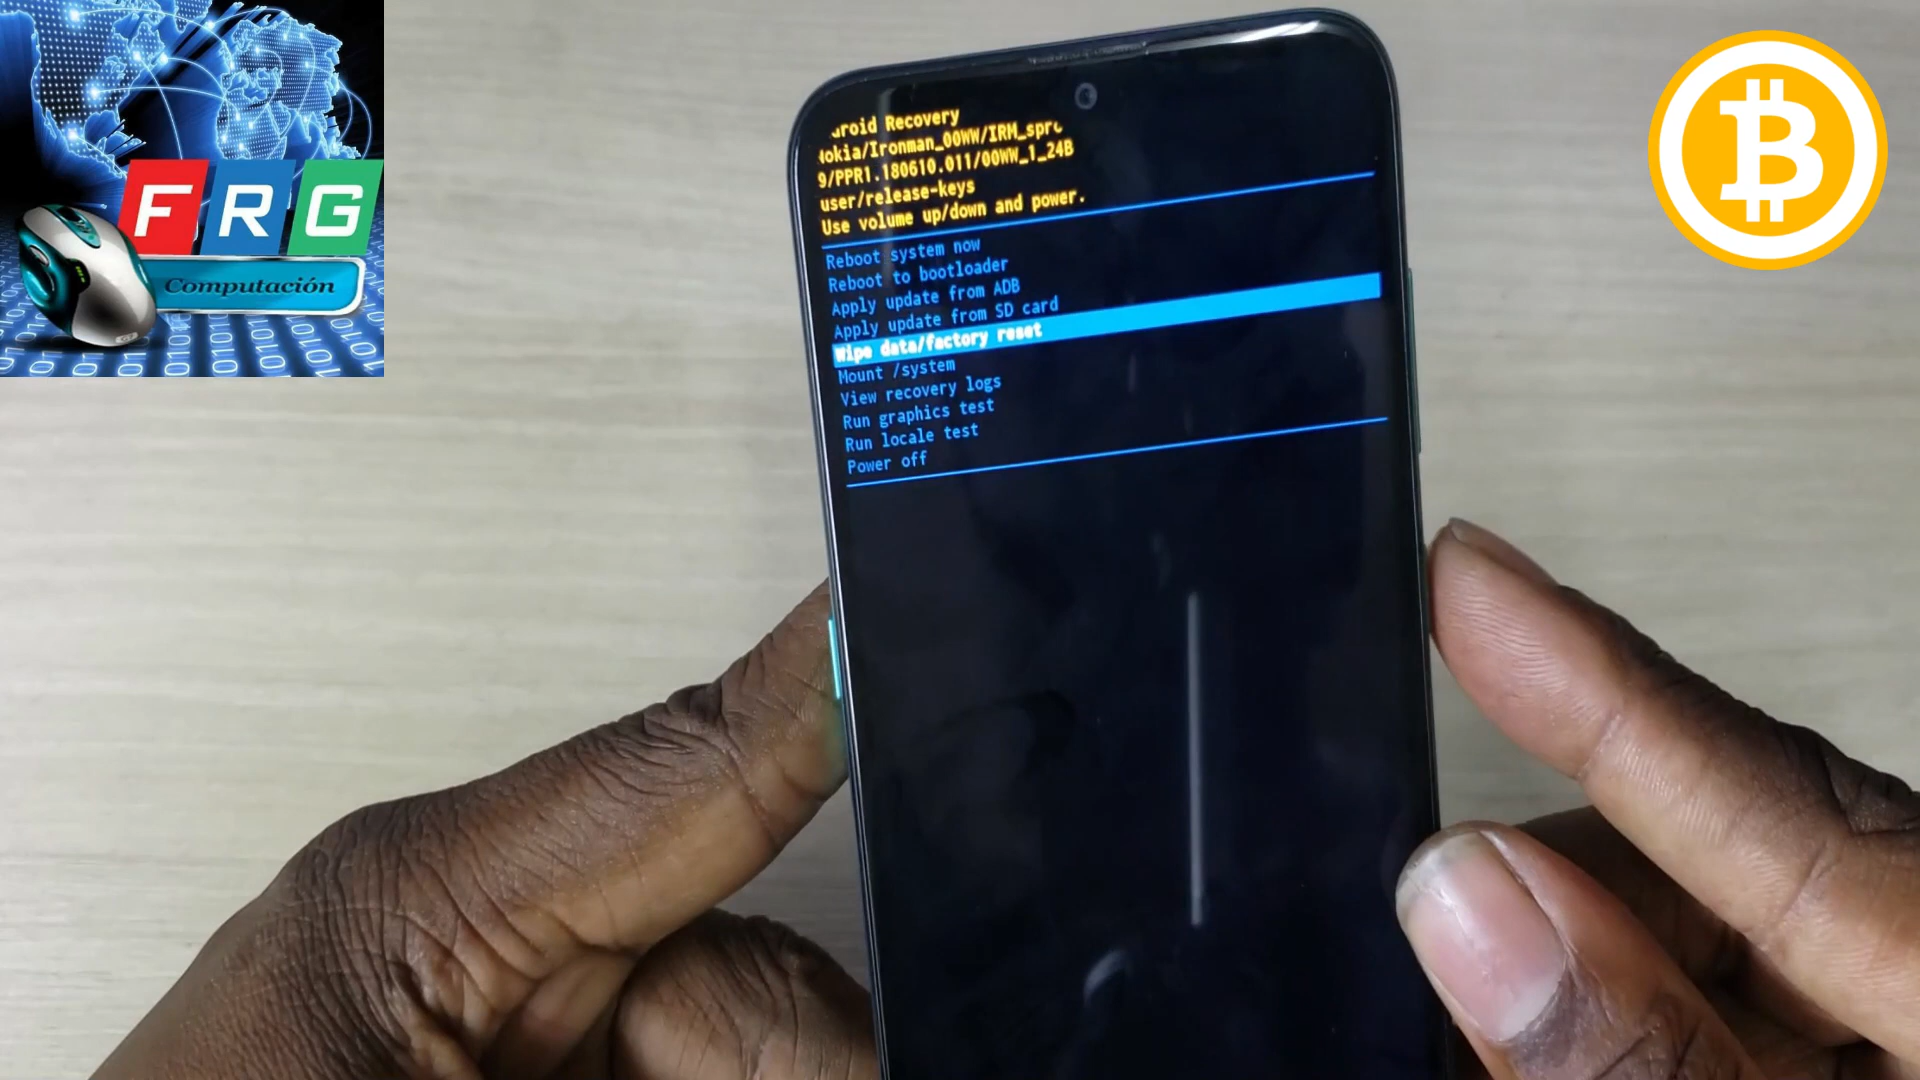 FRG
Computación
Recovery
/Ironman_00WW/IRM_spr
9/PPR1.180610.011/00WW_1_24B
user/release-keys
Use volume up/down and power.
Reboot system now
Reboot to bootloader
Apply update from ADB
Apply update from SD card
Wipe data/factory reset
Mount /system
View recovery logs
Run graphics test
Run locale test
Power off